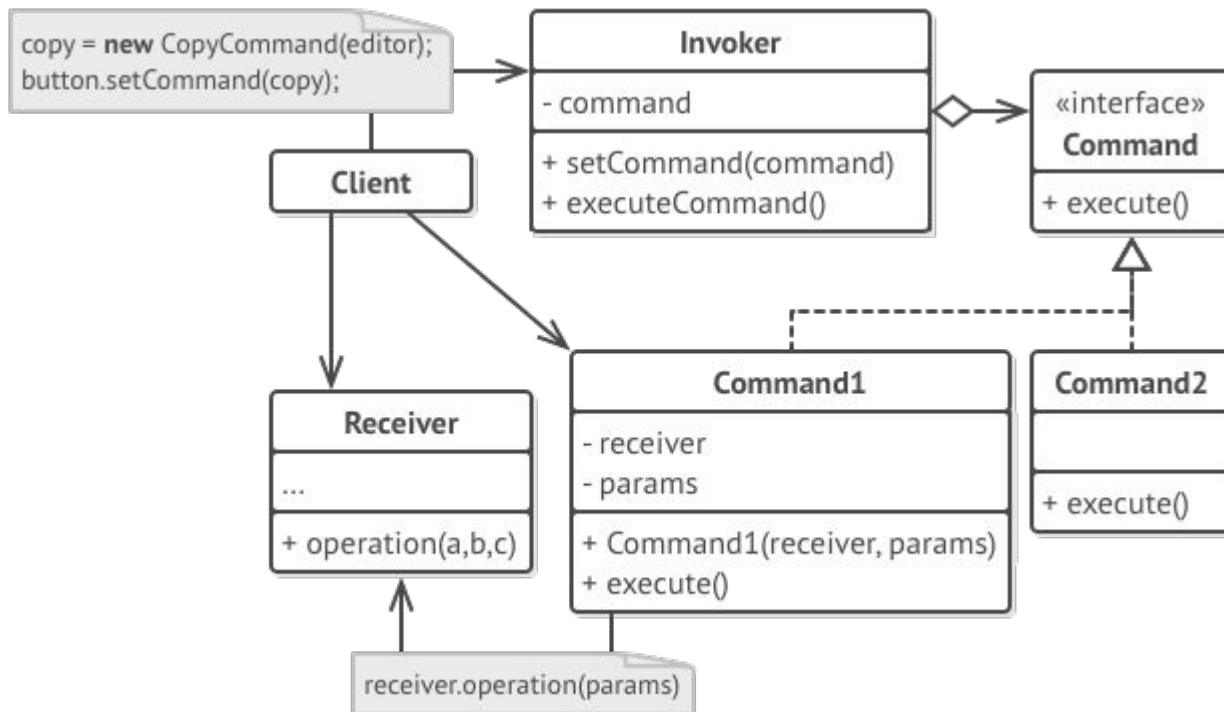 copy = new CopyCommand(editor);
button.setCommand(copy);
Invoker
- command
+ setCommand(command)
+ executeCommand()
«interface»
Command
+ execute()
Client
Receiver
...
+ operation(a,b,c)
Command1
- receiver
- params
+ Command1(receiver, params)
+ execute()
Command2
+ execute()
receiver.operation(params)